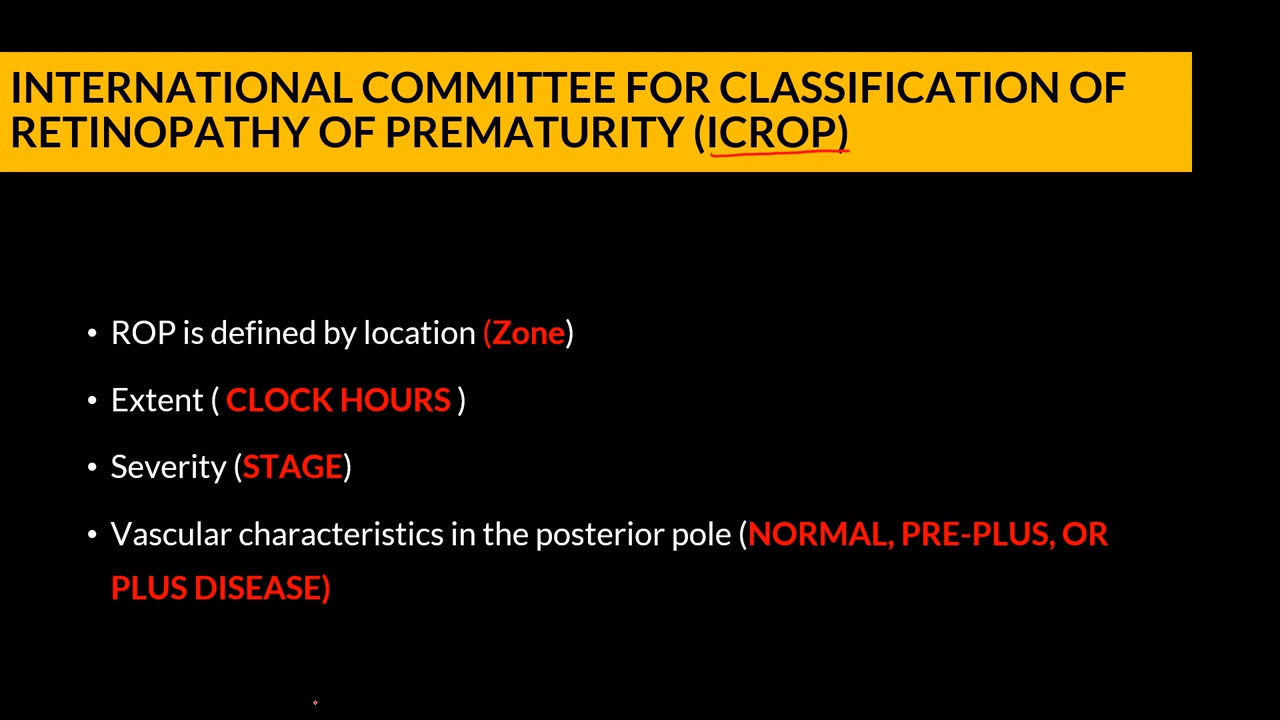 INTERNATIONAL COMMITTEE FOR CLASSIFICATION OF
RETINOPATHY OF PREMATURITY (ICROP)
• ROP is defined by location (Zone)
• Extent ( CLOCK HOURS )
• Severity (STAGE)
• Vascular characteristics in the posterior pole (NORMAL, PRE-PLUS, OR
PLUS DISEASE)